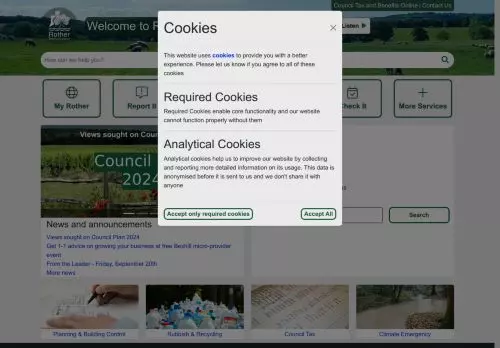 Council Tax and Benefits Online | Contact Us
Rother
Welcome to R
Listen
How can we help you?
My Rother
Report It
Check It
More Services
Cookies
This website uses cookies to provide you with a better
experience. Please let us know if you agree to all of these
cookies
Required Cookies
Required Cookies enable core functionality and our website
cannot function properly without them
Analytical Cookies
Analytical cookies help us to improve our website by collecting
and reporting more detailed information on its usage. This data is
anonymised before it is sent to us and we don't share it with
anyone
Accept only required cookies
Accept All
Views sought on Counc
Council
2024
Search
News and announcements
Views sought on Council Plan 2024
Get 1-1 advice on growing your business at free Bexhill micro-provider
event
From the Leader - Friday, September 20th
More news
Planning & Building Control
Rubbish & Recycling
Council Tax
Climate Emergency